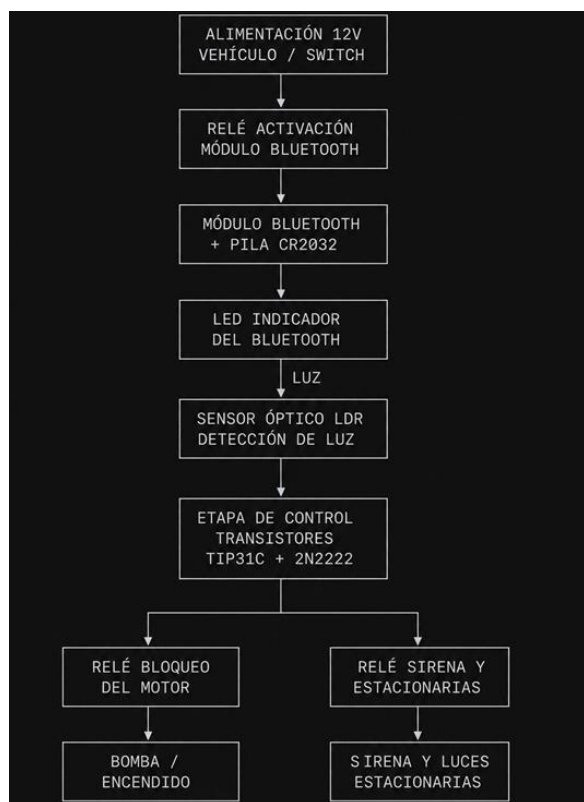 ALIMENTACIÓN 12V
VEHÍCULO / SWITCH
RELÉ ACTIVACIÓN
MÓDULO BLUETOOTH
MÓDULO BLUETOOTH
+ PILA CR2032
LED INDICADOR
DEL BLUETOOTH
LUZ
SENSOR ÓPTICO LDR
DETECCIÓN DE LUZ
ETAPA DE CONTROL
TRANSISTORES
TIP31C + 2N2222
RELÉ BLOQUEO
DEL MOTOR
RELÉ SIRENA Y
ESTACIONARIAS
BOMBA /
ENCENDIDO
SIRENA Y LUCES
ESTACIONARIAS